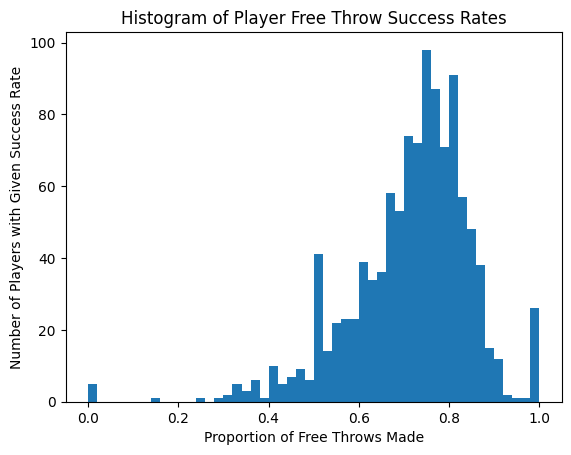 Histogram of Player Free Throw Success Rates
Number of Players with Given Success Rate
100
80
60
40
20
0
0.0 0.2 0.4 0.6 0.8 1.0
Proportion of Free Throws Made